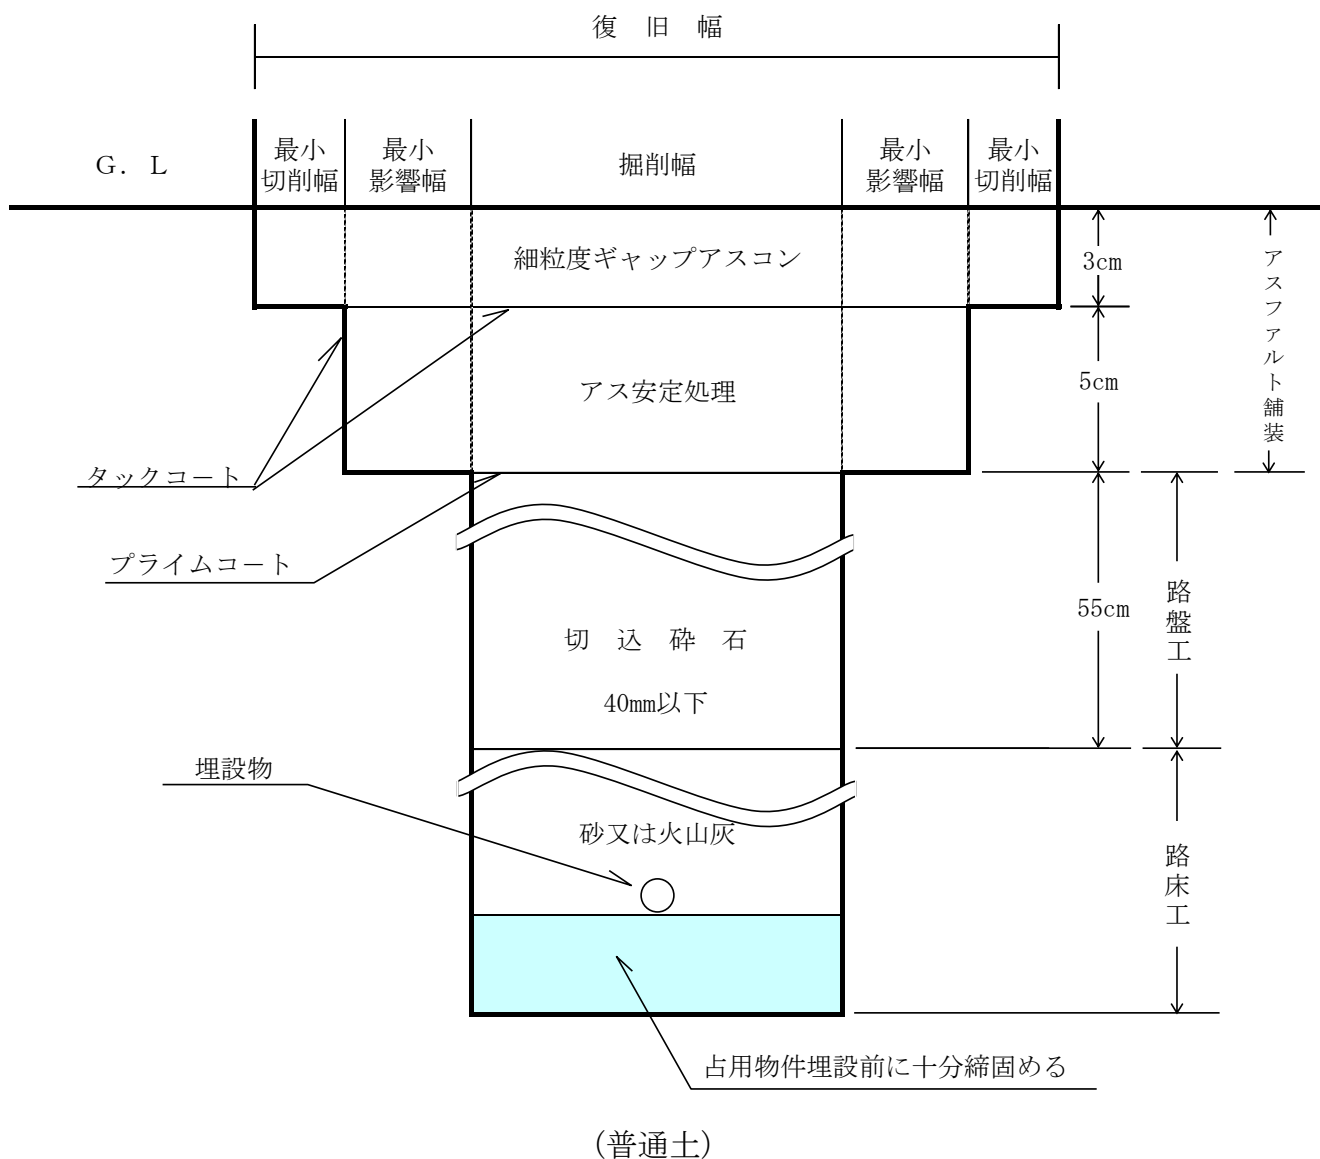 復 旧 幅
G. L
最小
切削幅
最小
影響幅
掘削幅
最小
影響幅
最小
切削幅
細粒度ギャップアスコン
3cm
アスファルト舗装
アス安定処理
5cm
タックコート
プライムコート
55cm
路盤工
切 込 砕 石
40mm以下
埋設物
砂又は火山灰
路床工
占用物件埋設前に十分締固める
(普通土)